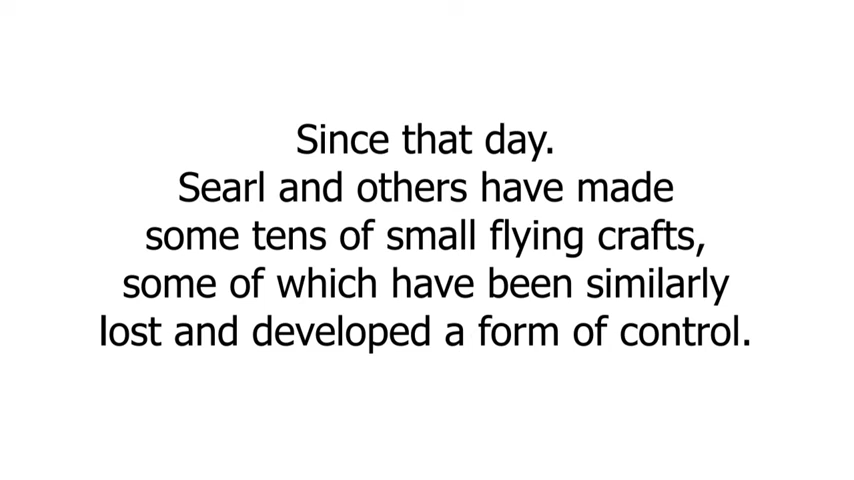 Since that day.
Searl and others have made
some tens of small flying crafts,
some of which have been similarly
lost and developed a form of control.